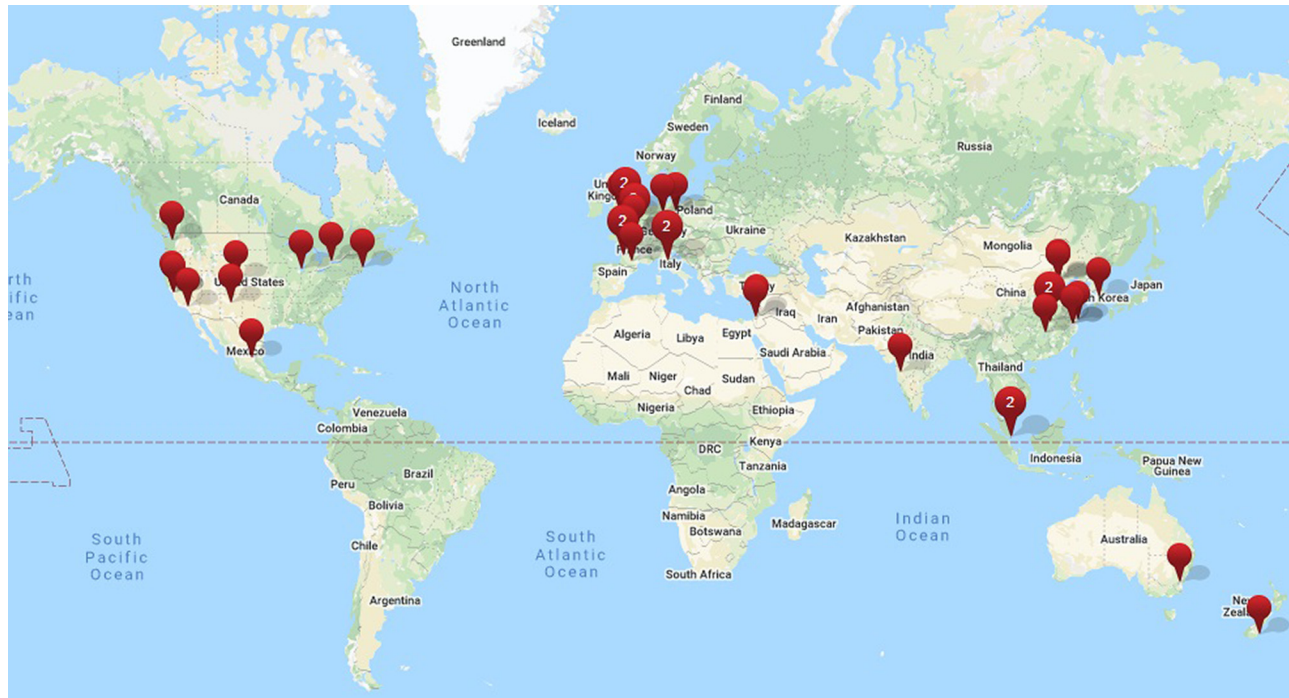 Greenland
Iceland
Finland
Sweden
Norway
Russia
Canada
Un
Kingd
2
2
Poland
Ukraine
Kazakhstan
Mongolia
2
France
Italy
Spain
United States
North
Atlantic
Ocean
Iraq
Iran
Afghanistan
Pakistan
China
2
Korea
Japan
Mexico
Algeria
Libya
Egypt
Saudi Arabia
India
Thailand
Mali
Niger
Chad
Sudan
Nigeria
Ethiopia
2
Venezuela
Colombia
DRC
Kenya
Tanzania
Indonesia
Papua New
Guinea
Brazil
Peru
Bolivia
Angola
Namibia
Botswana
Madagascar
South Africa
Chile
Argentina
South
Pacific
Ocean
South
Atlantic
Ocean
Indian
Ocean
Australia